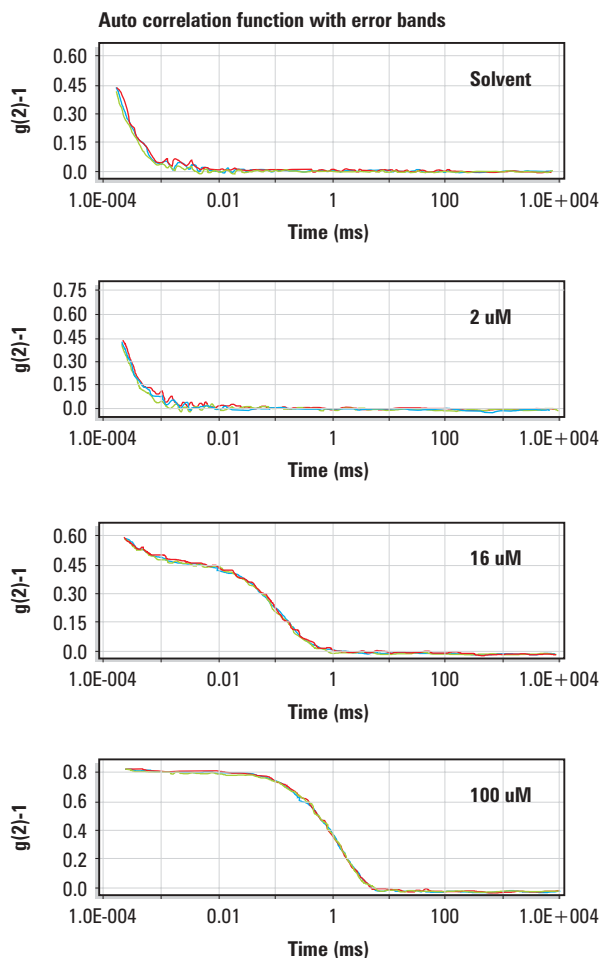 Auto correlation function with error bands
0.60
0.45
0.30
0.15
0.0
g(2)-1
Solvent
1.0E-004
0.01
1
100
1.0E+004
Time (ms)
0.75
0.60
0.45
0.30
0.15
0.0
g(2)-1
2 uM
1.0E-004
0.01
1
100
1.0E+004
Time (ms)
0.60
0.45
0.30
0.15
0.0
g(2)-1
16 uM
1.0E-004
0.01
1
100
1.0E+004
Time (ms)
0.8
0.6
0.4
0.2
0.0
g(2)-1
100 uM
1.0E-004
0.01
1
100
1.0E+004
Time (ms)